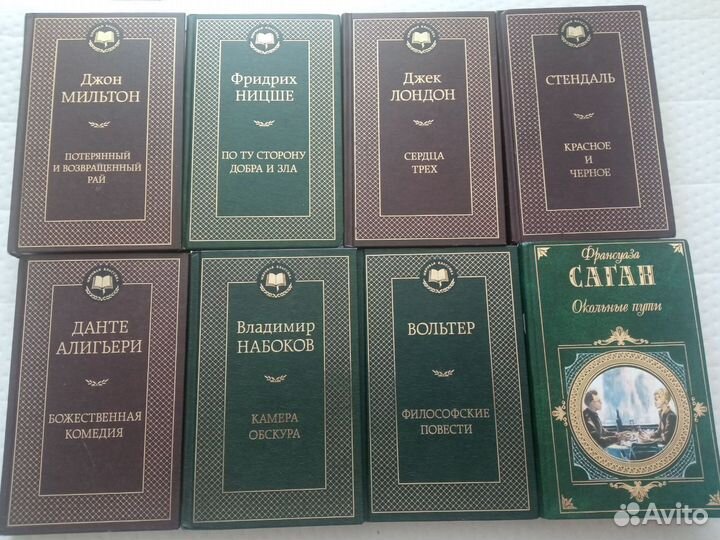 Джон
МИЛЬТОН
ПОТЕРЯННЫЙ
И ВОЗВРАЩЕННЫЙ
РАЙ
Фридрих
НИЦШЕ
ПО ТУ СТОРОНУ
ДОБРА И ЗЛА
Джек
ЛОНДОН
СЕРДЦА
ТРЕХ
СТЕНДАЛЬ
КРАСНОЕ
И
ЧЕРНОЕ
ДАНТЕ
АЛИГЬЕРИ
БОЖЕСТВЕННАЯ
КОМЕДИЯ
Владимир
НАБОКОВ
КАМЕРА
ОБСКУРА
ВОЛЬТЕР
ФИЛОСОФСКИЕ
ПОВЕСТИ
Франсуаза
САГАН
Окольные пути
Avito